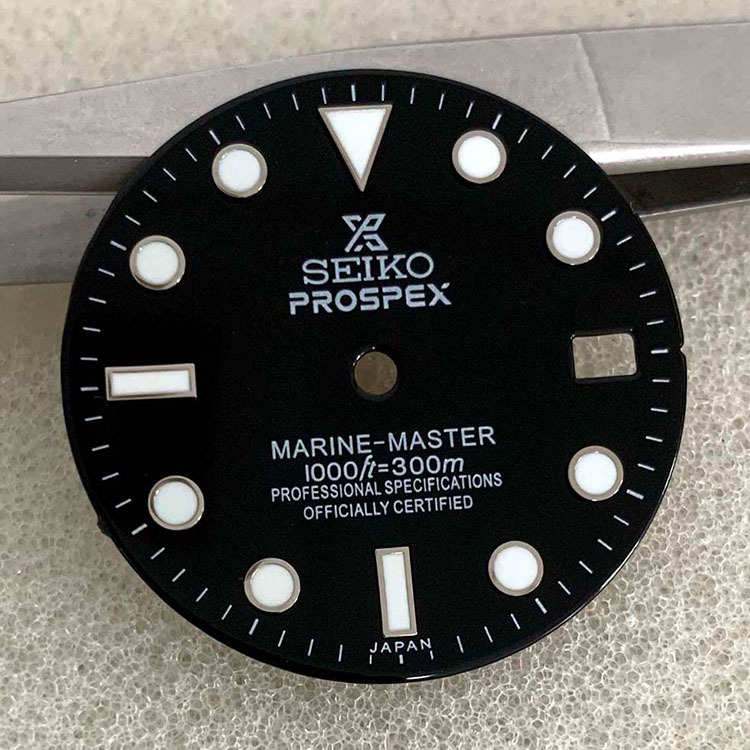 SEIKO
PROSPEX
MARINE-MASTER
1000ft=300m
PROFESSIONAL SPECIFICATIONS
OFFICIALLY CERTIFIED
JAPAN